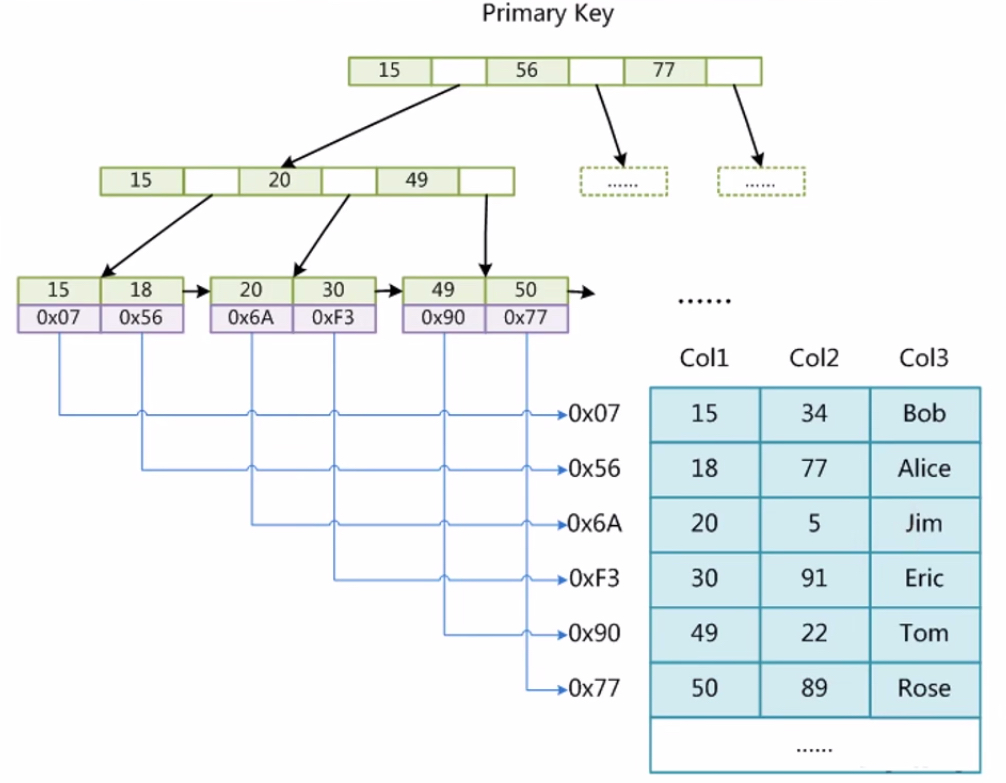 Primary Key
15 56 77
15 20 49 ...... ......
15 18 20 30 49 50 ......
0x07 0x56 0x6A 0xF3 0x90 0x77
Col1 Col2 Col3
0x07 15 34 Bob
0x56 18 77 Alice
0x6A 20 5 Jim
0xF3 30 91 Eric
0x90 49 22 Tom
0x77 50 89 Rose
......